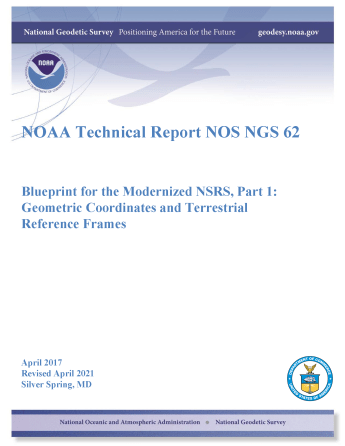 National Geodetic Survey Positioning America for the Future geodesy.noaa.gov
NOAA
NOAA Technical Report NOS NGS 62
Blueprint for the Modernized NSRS, Part 1:
Geometric Coordinates and Terrestrial
Reference Frames
April 2017
Revised April 2021
Silver Spring, MD
National Oceanic and Atmospheric Administration • National Geodetic Survey